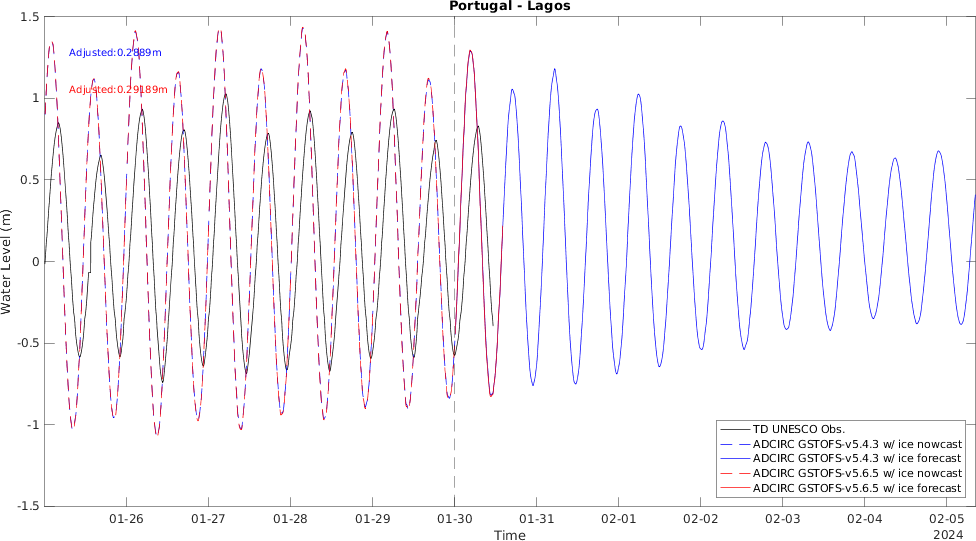 Portugal - Lagos
1.5
1
0.5
0
-0.5
-1
-1.5
Water Level (m)
Adjusted:0.2889m
Adjusted:0.29189m
TD UNESCO Obs.
ADCIRC GSTOFS-v5.4.3 w/ ice nowcast
ADCIRC GSTOFS-v5.4.3 w/ ice forecast
ADCIRC GSTOFS-v5.6.5 w/ ice nowcast
ADCIRC GSTOFS-v5.6.5 w/ ice forecast
01-26 01-27 01-28 01-29 01-30 01-31 02-01 02-02 02-03 02-04 02-05
Time
2024